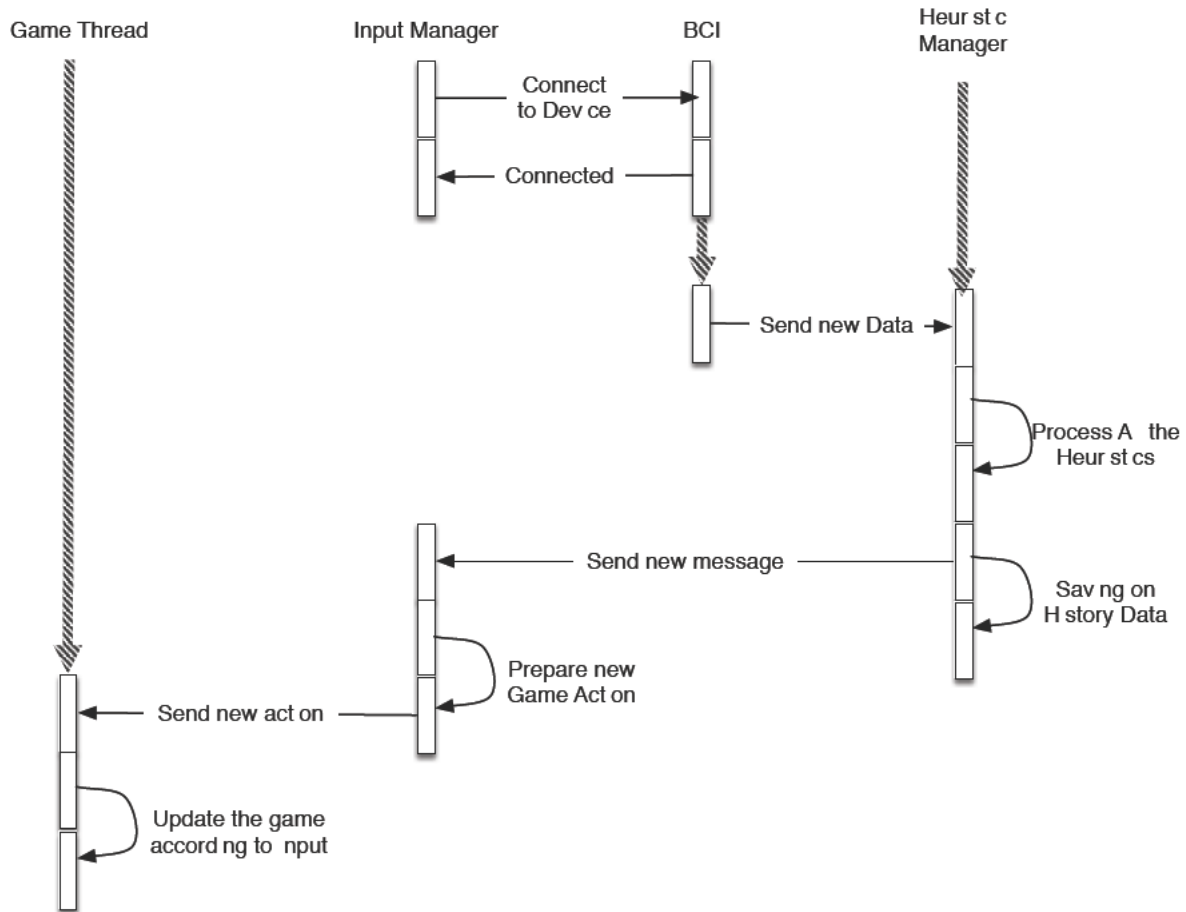 Game Thread
Input Manager
BCI
Heur st c
Manager
Connect
to Dev ce
Connected
Send new Data
Process A the
Heur st cs
Send new message
Sav ng on
H story Data
Prepare new
Game Act on
Send new act on
Update the game
accord ng to nput